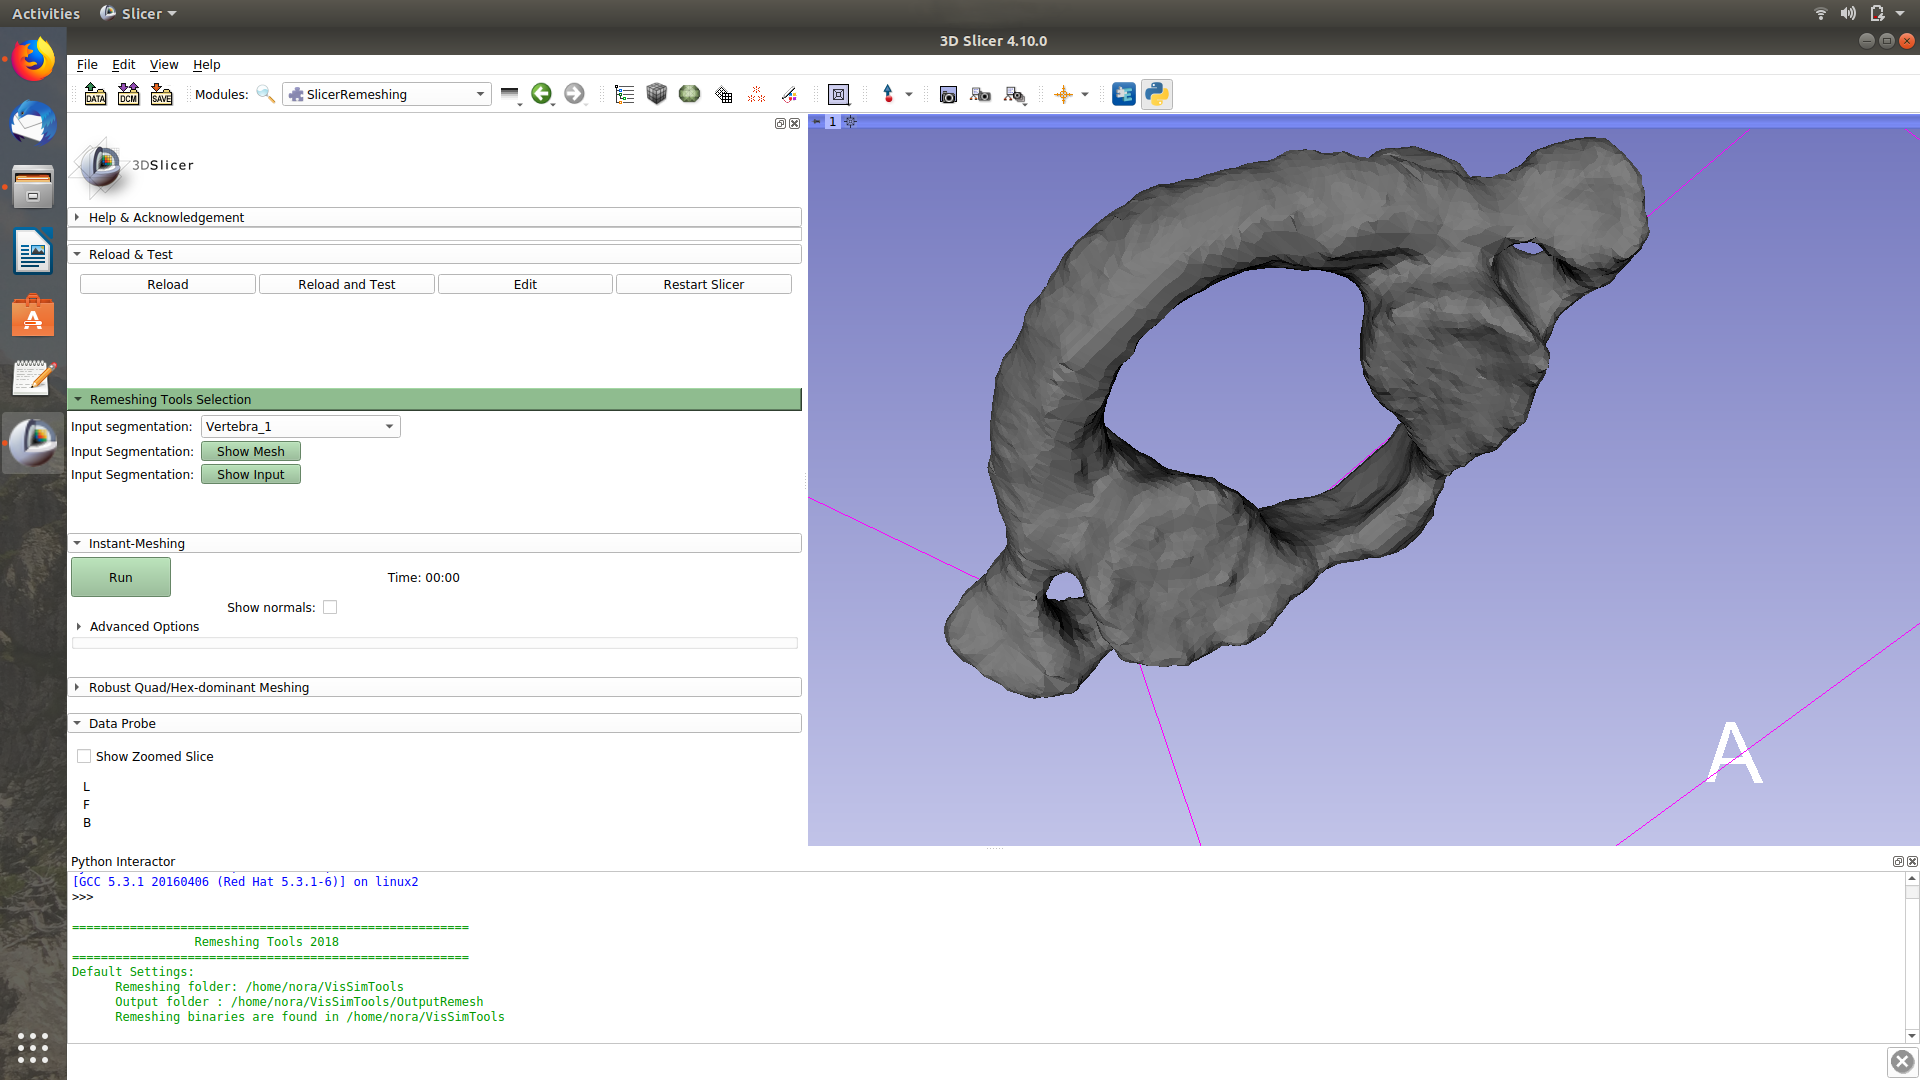 Activities Slicer
3D Slicer 4.10.0
File Edit View Help
DATA DCM SAVE Modules: SlicerRemeshing
1
3DSlicer
Help & Acknowledgement
Reload & Test
Reload Reload and Test Edit Restart Slicer
Remeshing Tools Selection
Input segmentation: Vertebra_1
Input Segmentation: Show Mesh
Input Segmentation: Show Input
Instant-Meshing
Run Time: 00:00
Show normals:
Advanced Options
Robust Quad/Hex-dominant Meshing
Data Probe
Show Zoomed Slice
L
F
B
A
Python Interactor
[GCC 5.3.1 20160406 (Red Hat 5.3.1-6)] on linux2
>>>
=======================================================
Remeshing Tools 2018
=======================================================
Default Settings:
Remeshing folder: /home/nora/VisSimTools
Output folder : /home/nora/VisSimTools/OutputRemesh
Remeshing binaries are found in /home/nora/VisSimTools